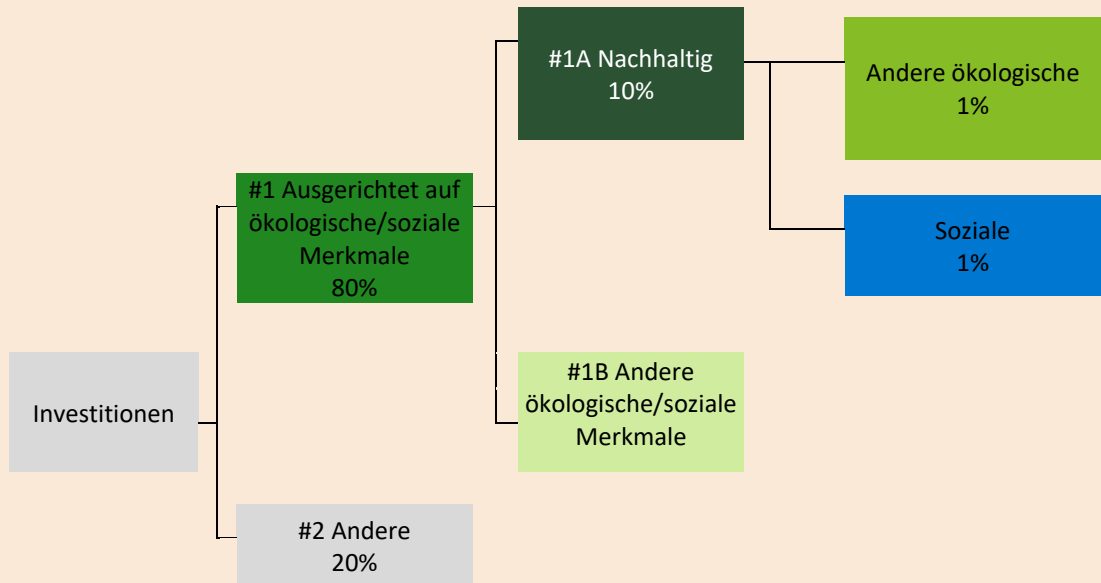 #1A Nachhaltig
10%
Andere ökologische
1%
#1 Ausgerichtet auf
ökologische/soziale
Merkmale
80%
Soziale
1%
Investitionen
#1B Andere
ökologische/soziale
Merkmale
#2 Andere
20%